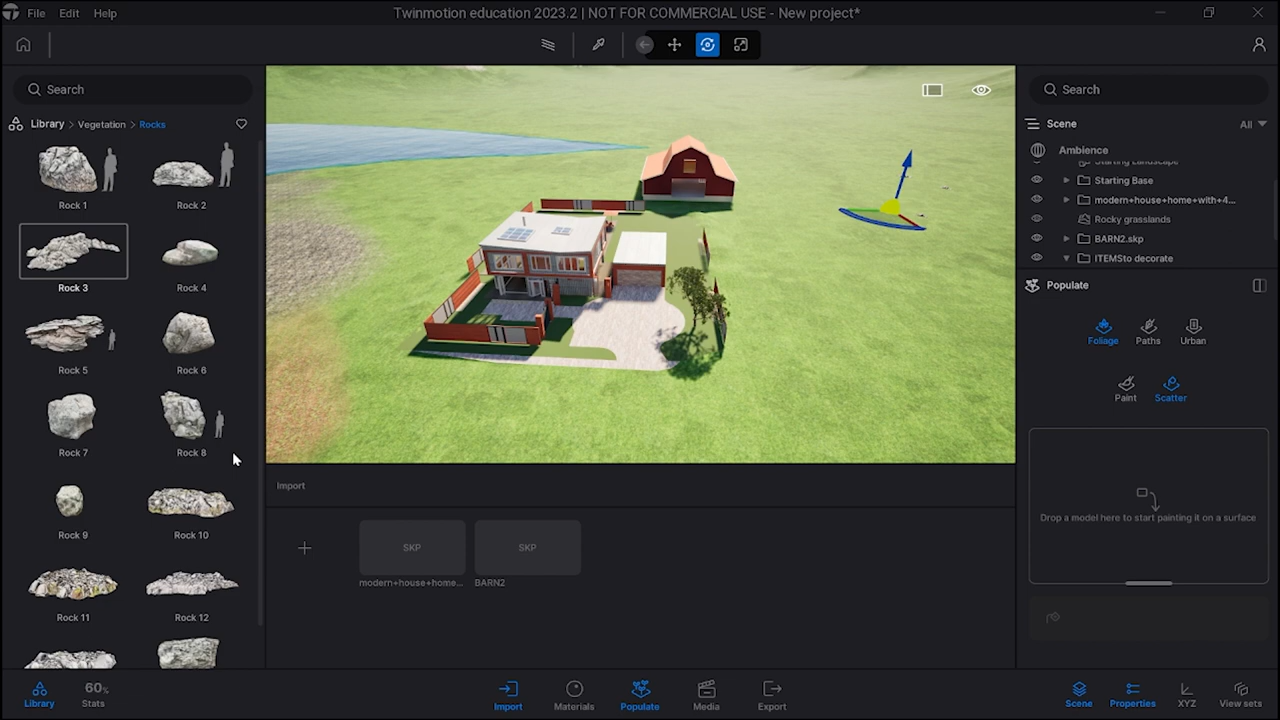 File Edit Help
Twinmotion education 2023.2 | NOT FOR COMMERCIAL USE - New project*
Search
Library > Vegetation > Rocks
Rock 1
Rock 2
Rock 3
Rock 4
Rock 5
Rock 6
Rock 7
Rock 8
Rock 9
Rock 10
Rock 11
Rock 12
Import
SKP
SKP
modern+house+home...
BARN2
Search
Scene
All
Ambience
Starting Landscape
Starting Base
modern+house+home+with+4...
Rocky grasslands
BARN2.skp
ITEMSto decorate
Populate
Foliage
Paths
Urban
Paint
Scatter
Drop a model here to start painting it on a surface
Library
60%
Stats
Import
Materials
Populate
Media
Export
Scene
Properties
XYZ
View sets